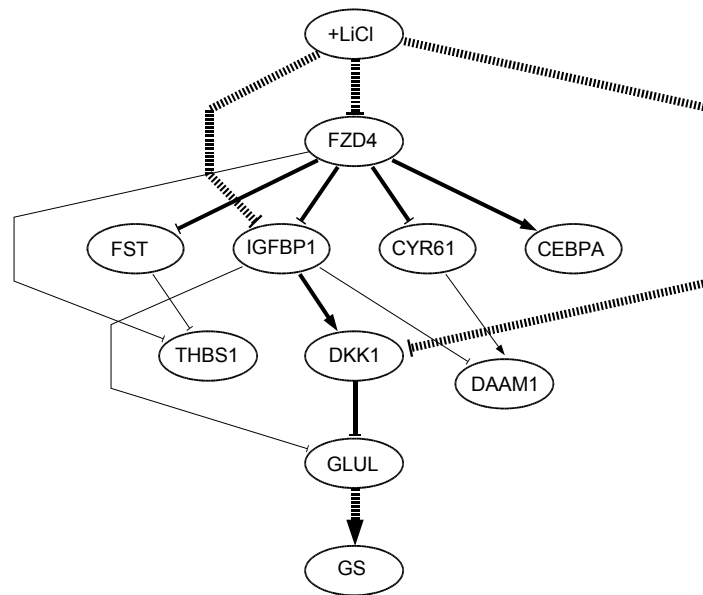 +LiCl
FZD4
FST
IGFBP1
CYR61
CEBPA
THBS1
DKK1
DAAM1
GLUL
GS